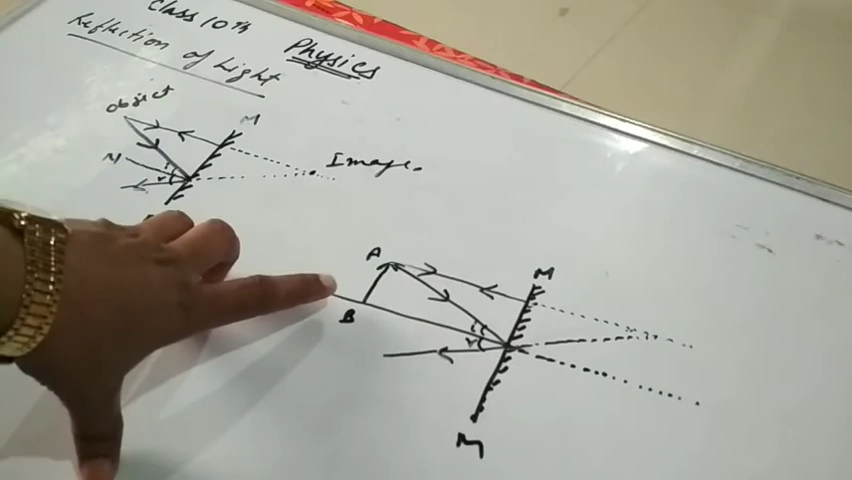 Class 10th
Physics
Reflection of Light
Object
M
N
i
r
Image.
A
B
M
i
r
M